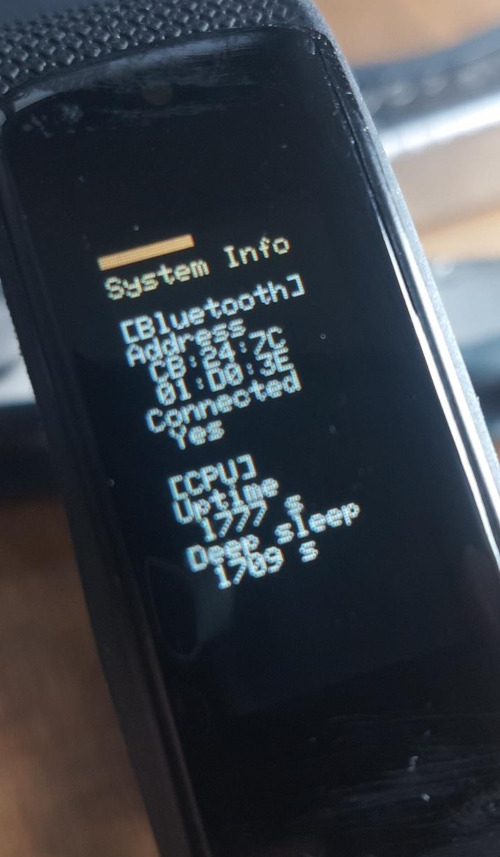 System Info
[Bluetooth]
Address
CB:24:7C
01:D0:3E
Connected
Yes
[CPU]
Uptime
1777 s
Deep sleep
1709 s